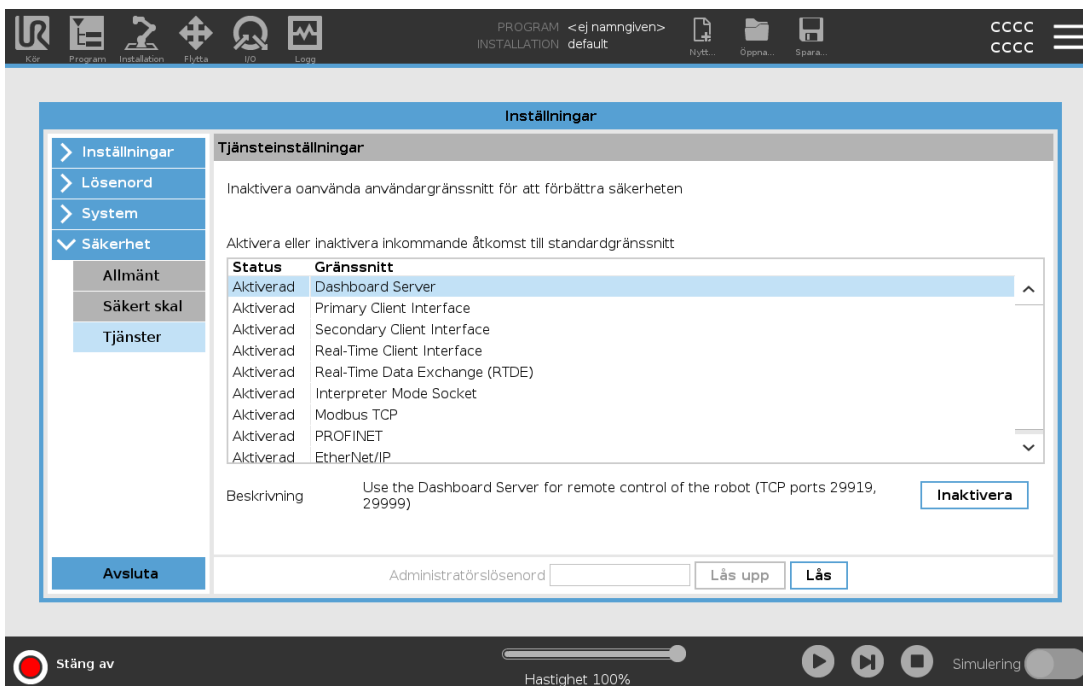 PROGRAM <ej namngiven>
INSTALLATION default
cccc
cccc
Kör
Program
Installation
Flytta
I/O
Logg
Nytt...
Öppna...
Spara...
Inställningar
Inställningar
Lösenord
System
Säkerhet
Allmänt
Säkert skal
Tjänster
Avsluta
Tjänsteinställningar
Inaktivera oanvända användargränssnitt för att förbättra säkerheten
Aktivera eller inaktivera inkommande åtkomst till standardgränssnitt
Status Gränssnitt
Aktiverad Dashboard Server
Aktiverad Primary Client Interface
Aktiverad Secondary Client Interface
Aktiverad Real-Time Client Interface
Aktiverad Real-Time Data Exchange (RTDE)
Aktiverad Interpreter Mode Socket
Aktiverad Modbus TCP
Aktiverad PROFINET
Aktiverad EtherNet/IP
Beskrivning
Use the Dashboard Server for remote control of the robot (TCP ports 29919,
29999)
Inaktivera
Administratörslösenord
Lås upp
Lås
Stäng av
Hastighet 100%
Simulering